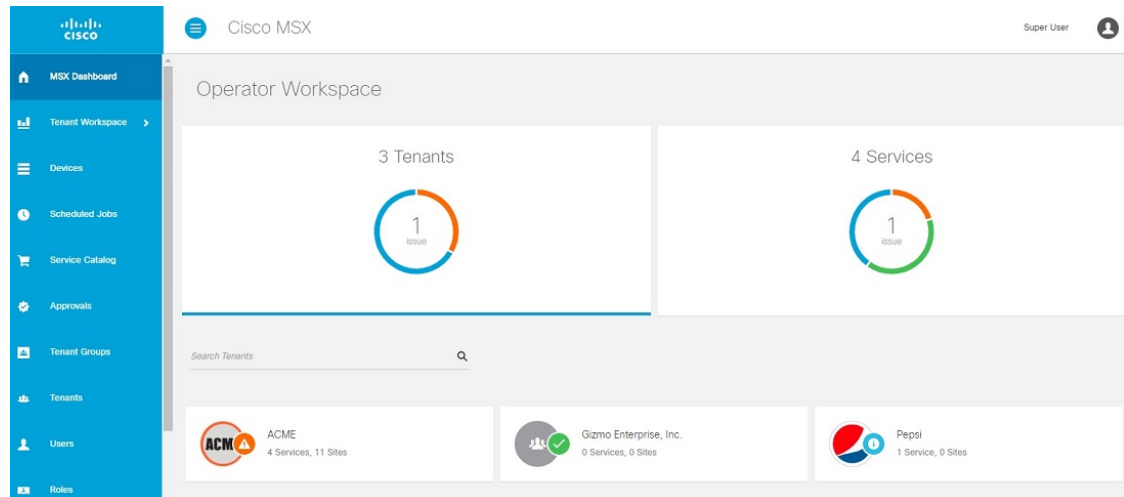 CISCO
Cisco MSX
Super User
MSX Dashboard
Tenant Workspace
Devices
Scheduled Jobs
Service Catalog
Approvals
Tenant Groups
Tenants
Users
Roles
Operator Workspace
3 Tenants
1
issue
4 Services
1
issue
Search Tenants
ACM
ACME
4 Services, 11 Sites
Gizmo Enterprise, Inc.
0 Services, 0 Sites
Pepsi
1 Service, 0 Sites